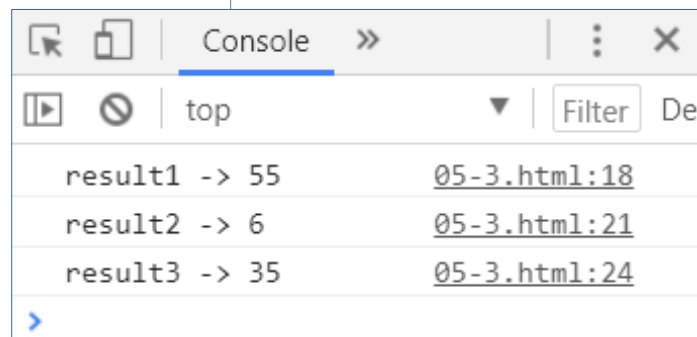 Console »
top Filter De
result1 -> 55 05-3.html:18
result2 -> 6 05-3.html:21
result3 -> 35 05-3.html:24
>